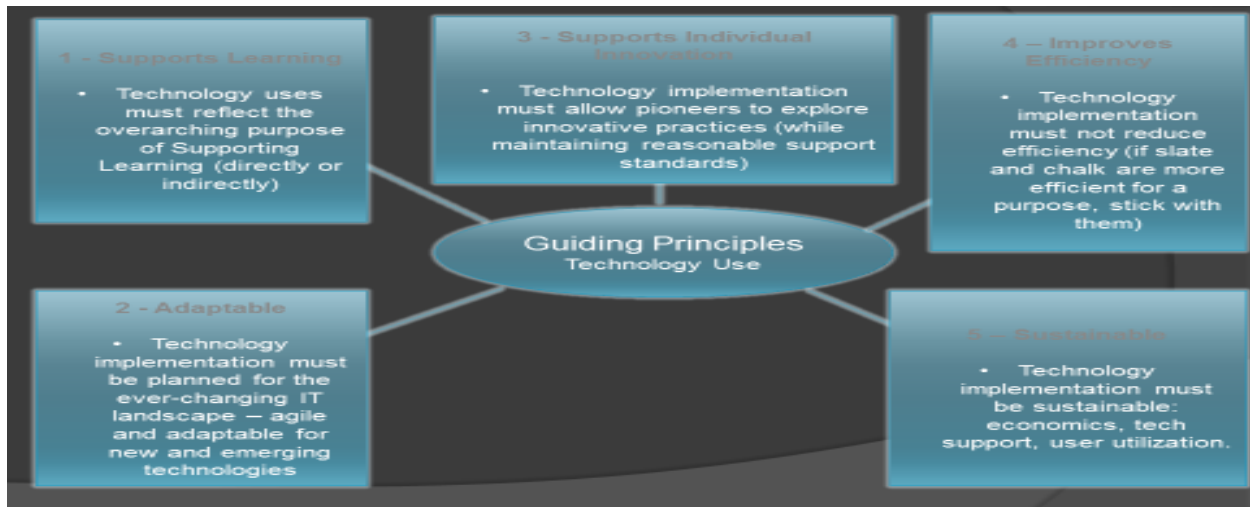 1 - Supports Learning
• Technology uses
must reflect the
overarching purpose
of Supporting
Learning (directly or
indirectly)
2 - Adaptable
• Technology
implementation must
be planned for the
ever-changing IT
landscape – agile
and adaptable for
new and emerging
technologies
3 - Supports Individual
Innovation
• Technology implementation
must allow pioneers to explore
innovative practices (while
maintaining reasonable support
standards)
4 – Improves
Efficiency
• Technology
implementation
must not reduce
efficiency (if slate
and chalk are more
efficient for a
purpose, stick with
them)
5 – Sustainable
• Technology
implementation must
be sustainable:
economics, tech
support, user utilization.
Guiding Principles
Technology Use